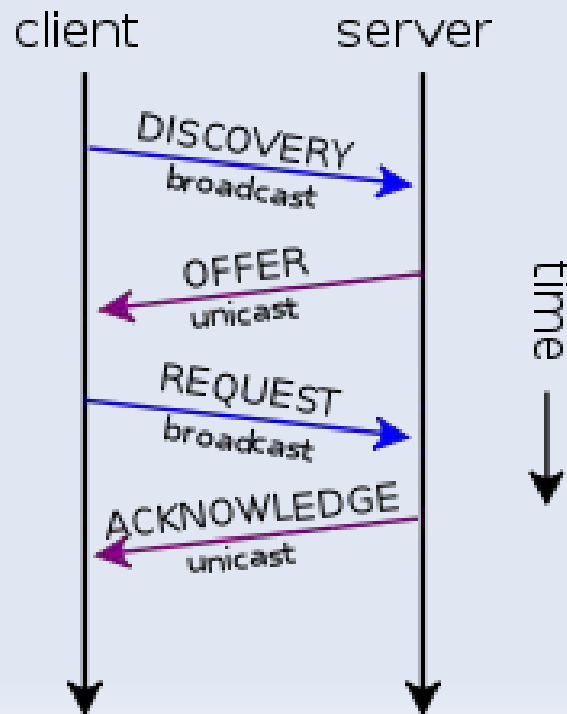 client
server
DISCOVERY
broadcast
OFFER
unicast
REQUEST
broadcast
ACKNOWLEDGE
unicast
time